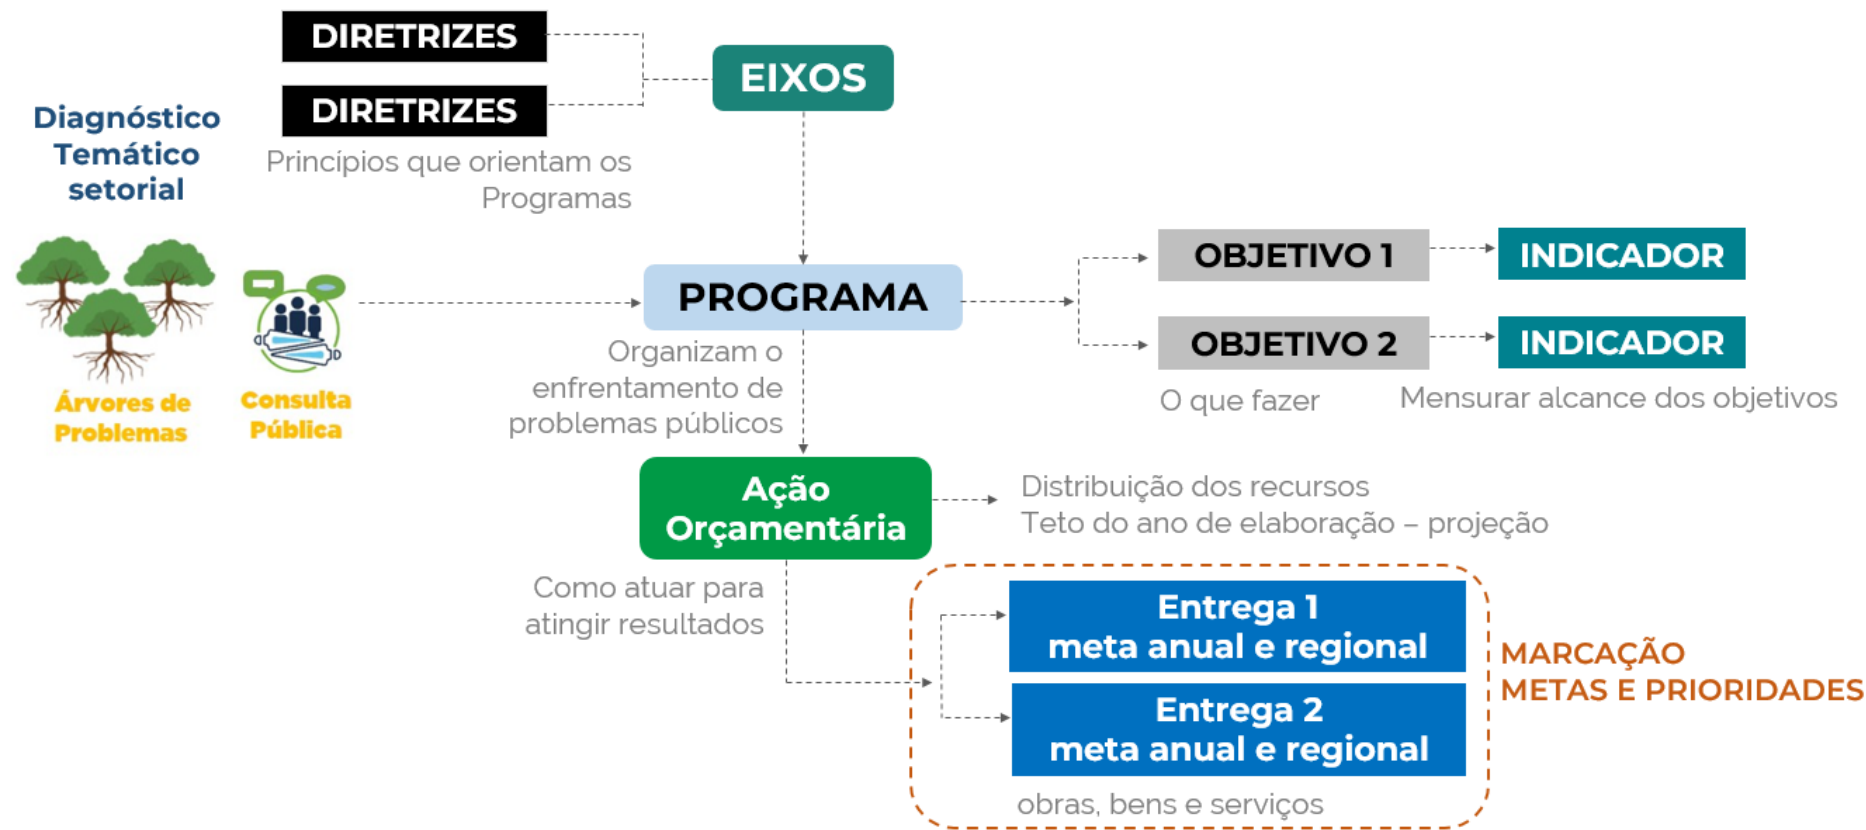 DIRETRIZES
DIRETRIZES
Princípios que orientam os
Programas
EIXOS
Diagnóstico
Temático
setorial
Árvores de
Problemas
Consulta
Pública
PROGRAMA
Organizam o
enfrentamento de
problemas públicos
OBJETIVO 1
INDICADOR
OBJETIVO 2
INDICADOR
O que fazer
Mensurar alcance dos objetivos
Ação
Orçamentária
Distribuição dos recursos
Teto do ano de elaboração – projeção
Como atuar para
atingir resultados
Entrega 1
meta anual e regional
Entrega 2
meta anual e regional
obras, bens e serviços
MARCAÇÃO
METAS E PRIORIDADES